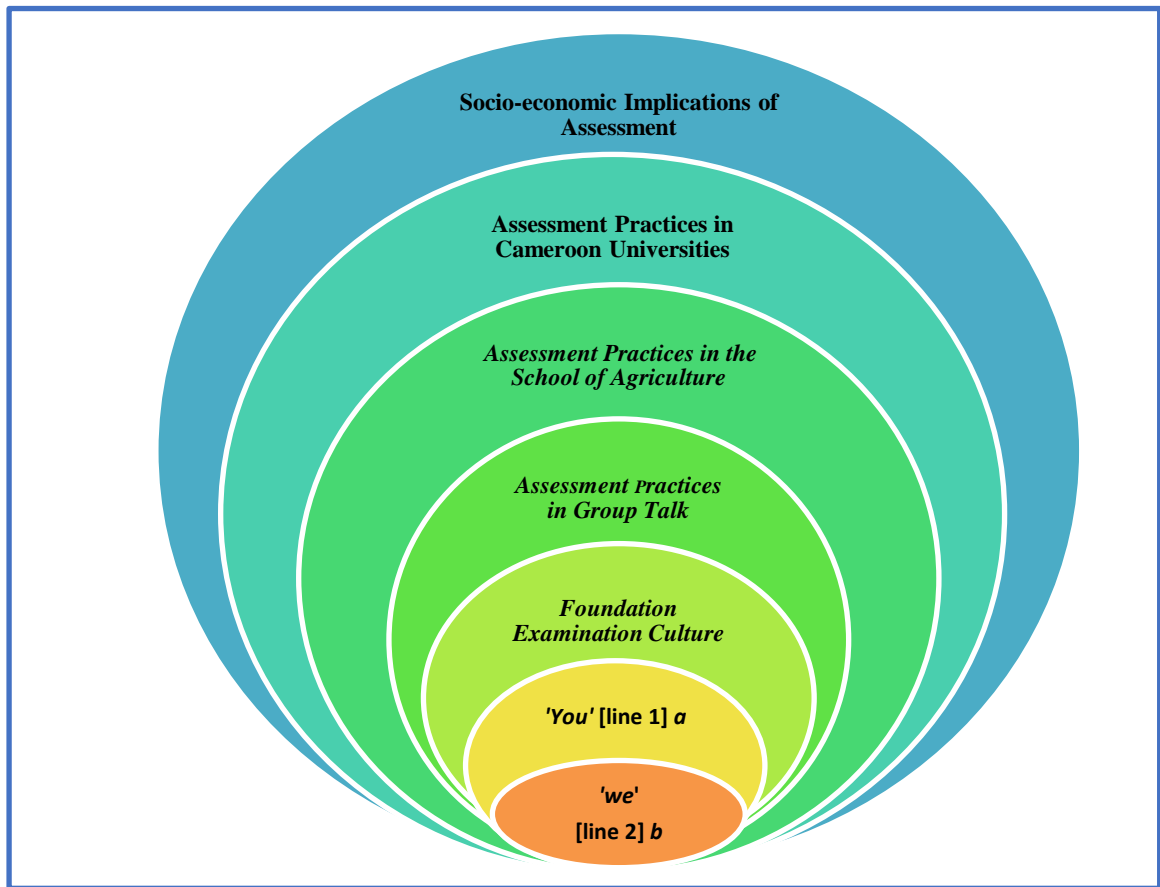 Socio-economic Implications of
Assessment
Assessment Practices in
Cameroon Universities
Assessment Practices in the
School of Agriculture
Assessment Practices
in Group Talk
Foundation
Examination Culture
'You' [line 1] a
'we'
[line 2] b